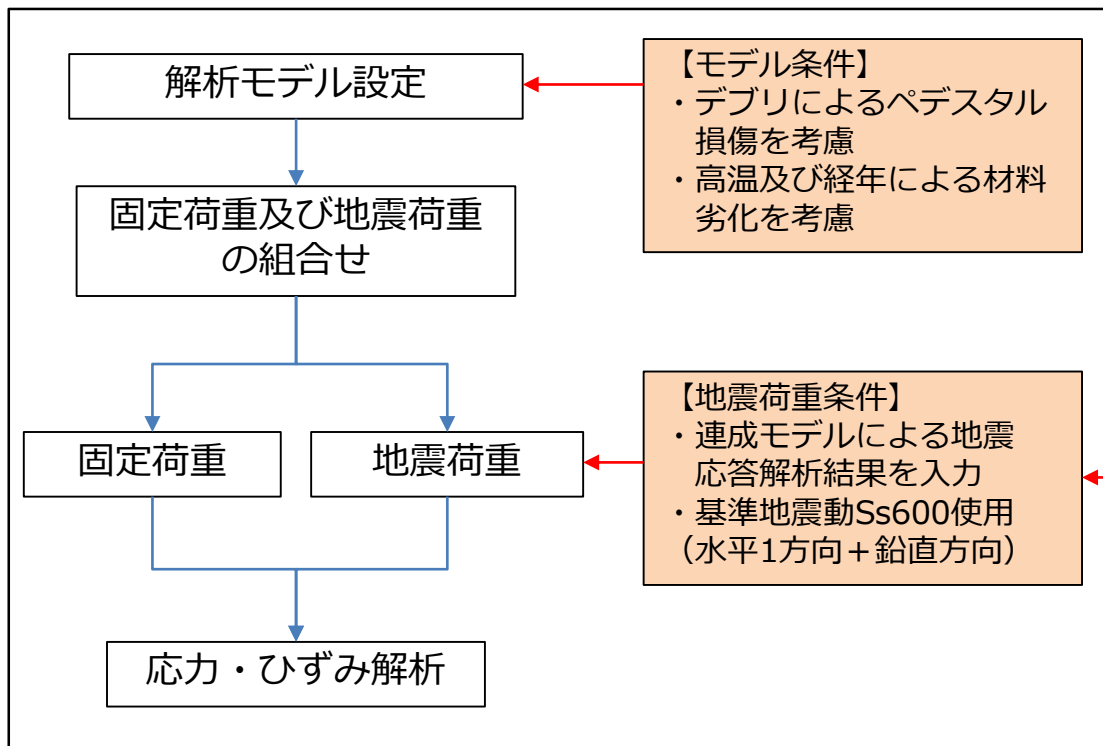 解析モデル設定
【モデル条件】
・デブリによるペデスタル
損傷を考慮
・高温及び経年による材料
劣化を考慮
固定荷重及び地震荷重
の組合せ
固定荷重
地震荷重
【地震荷重条件】
・連成モデルによる地震
応答解析結果を入力
・基準地震動Ss600使用
（水平1方向＋鉛直方向）
応力・ひずみ解析